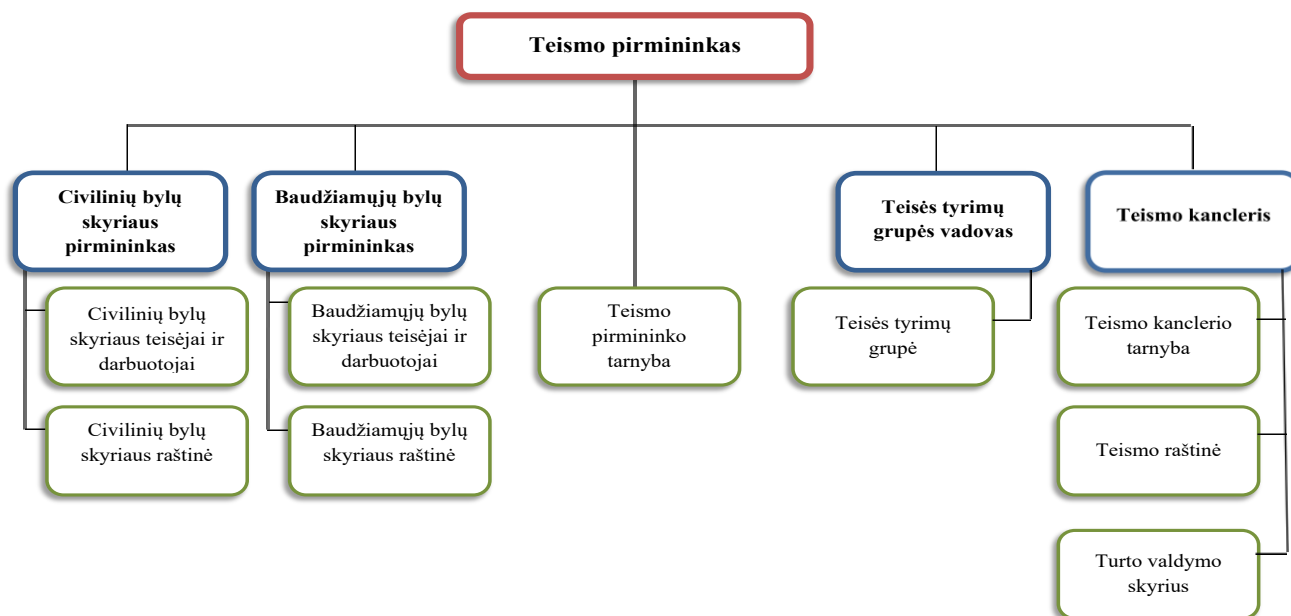 Teismo pirmininkas
Civilinių bylų
skyriaus
pirmininkas
Baudžiamųjų bylų
skyriaus
pirmininkas
Teisės tyrimų
grupės vadovas
Teismo kancleris
Civilinių bylų
skyriaus teisėjai ir
darbuotojai
Baudžiamųjų bylų
skyriaus teisėjai ir
darbuotojai
Teismo
pirmininko
tarnyba
Teisės tyrimų
grupė
Teismo kanclerio
tarnyba
Civilinių bylų
skyriaus raštinė
Baudžiamųjų bylų
skyriaus raštinė
Teismo raštinė
Turto valdymo
skyrius